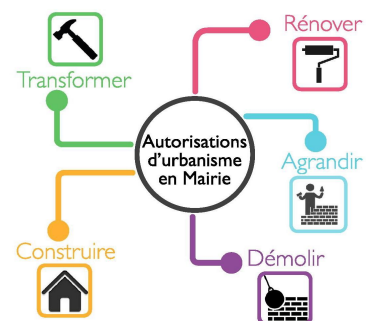 Rénover
Transformer
Autorisations
d'urbanisme
en Mairie
Agrandir
Construire
Démolir